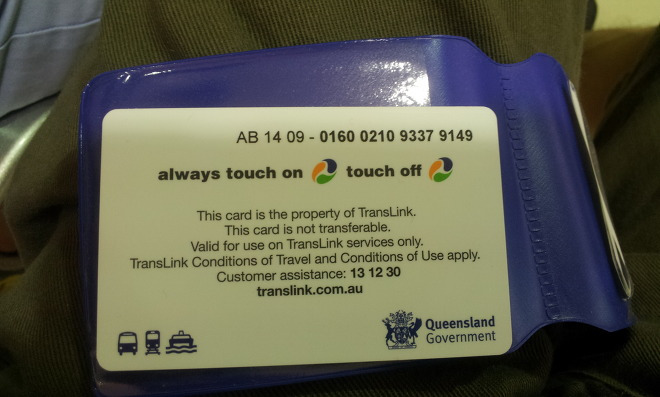 AB 14 09 - 0160 0210 9337 9149
always touch on touch off
This card is the property of TransLink.
This card is not transferable.
Valid for use on TransLink services only.
TransLink Conditions of Travel and Conditions of Use apply.
Customer assistance: 13 12 30
translink.com.au
Queensland
Government